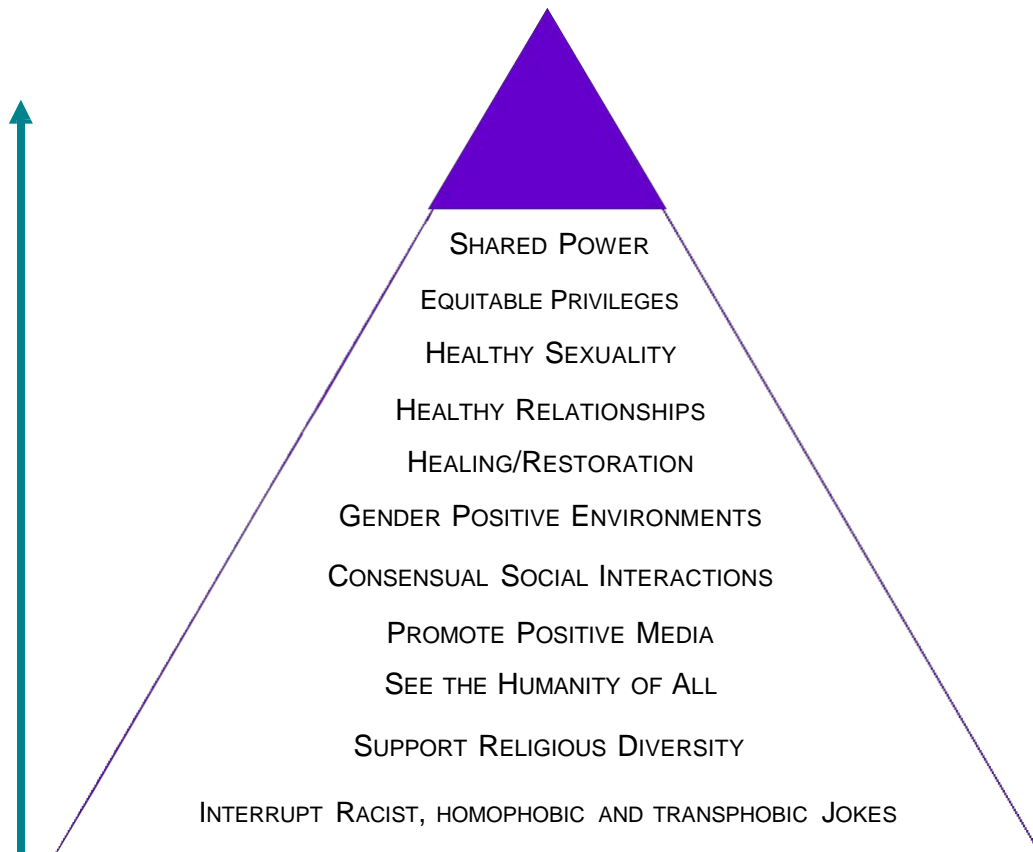 Shared Power
Equitable Privileges
Healthy Sexuality
Healthy Relationships
Healing/Restoration
Gender Positive Environments
Consensual Social Interactions
Promote Positive Media
See the Humanity of All
Support Religious Diversity
Interrupt Racist, homophobic and transphobic Jokes